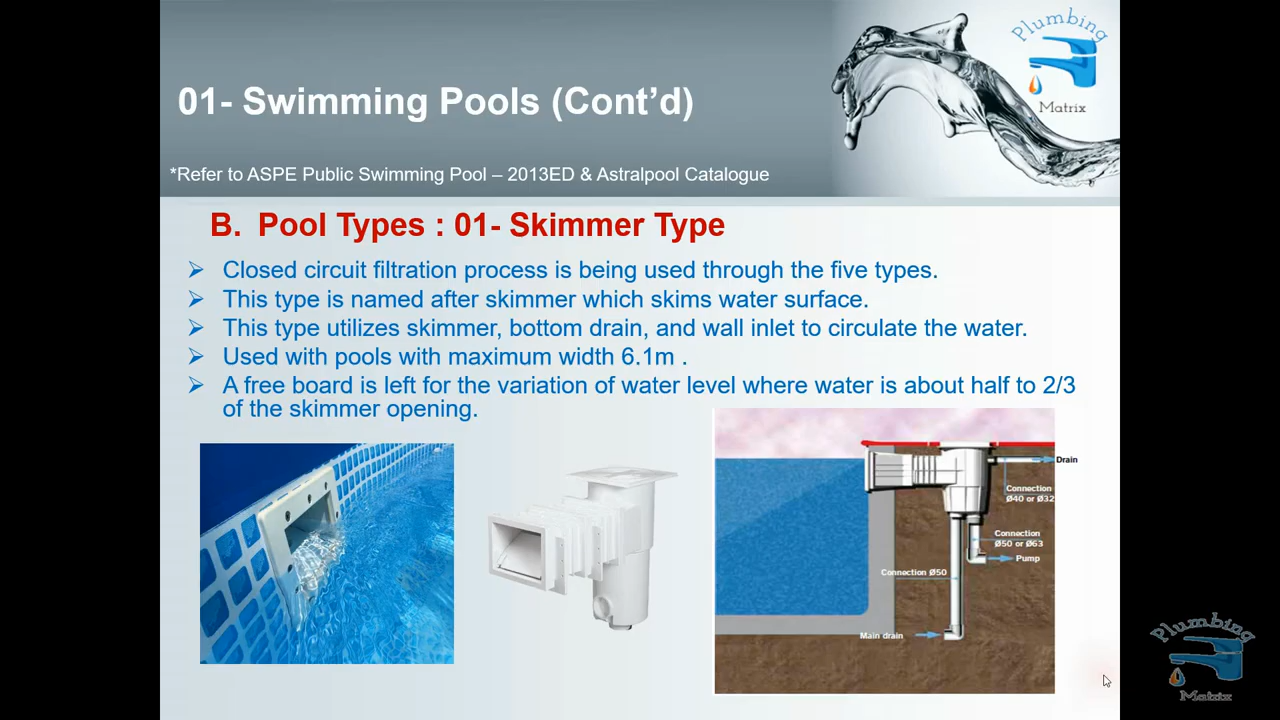 Plumbing
Matrix
01- Swimming Pools (Cont’d)
*Refer to ASPE Public Swimming Pool – 2013ED & Astralpool Catalogue
B. Pool Types : 01- Skimmer Type
➢ Closed circuit filtration process is being used through the five types.
➢ This type is named after skimmer which skims water surface.
➢ This type utilizes skimmer, bottom drain, and wall inlet to circulate the water.
➢ Used with pools with maximum width 6.1m .
➢ A free board is left for the variation of water level where water is about half to 2/3
of the skimmer opening.
Drain
Connection
Ø40 or Ø32
Connection
Ø50 or Ø63
Pump
Connection Ø50
Main drain
Plumbing
Matrix